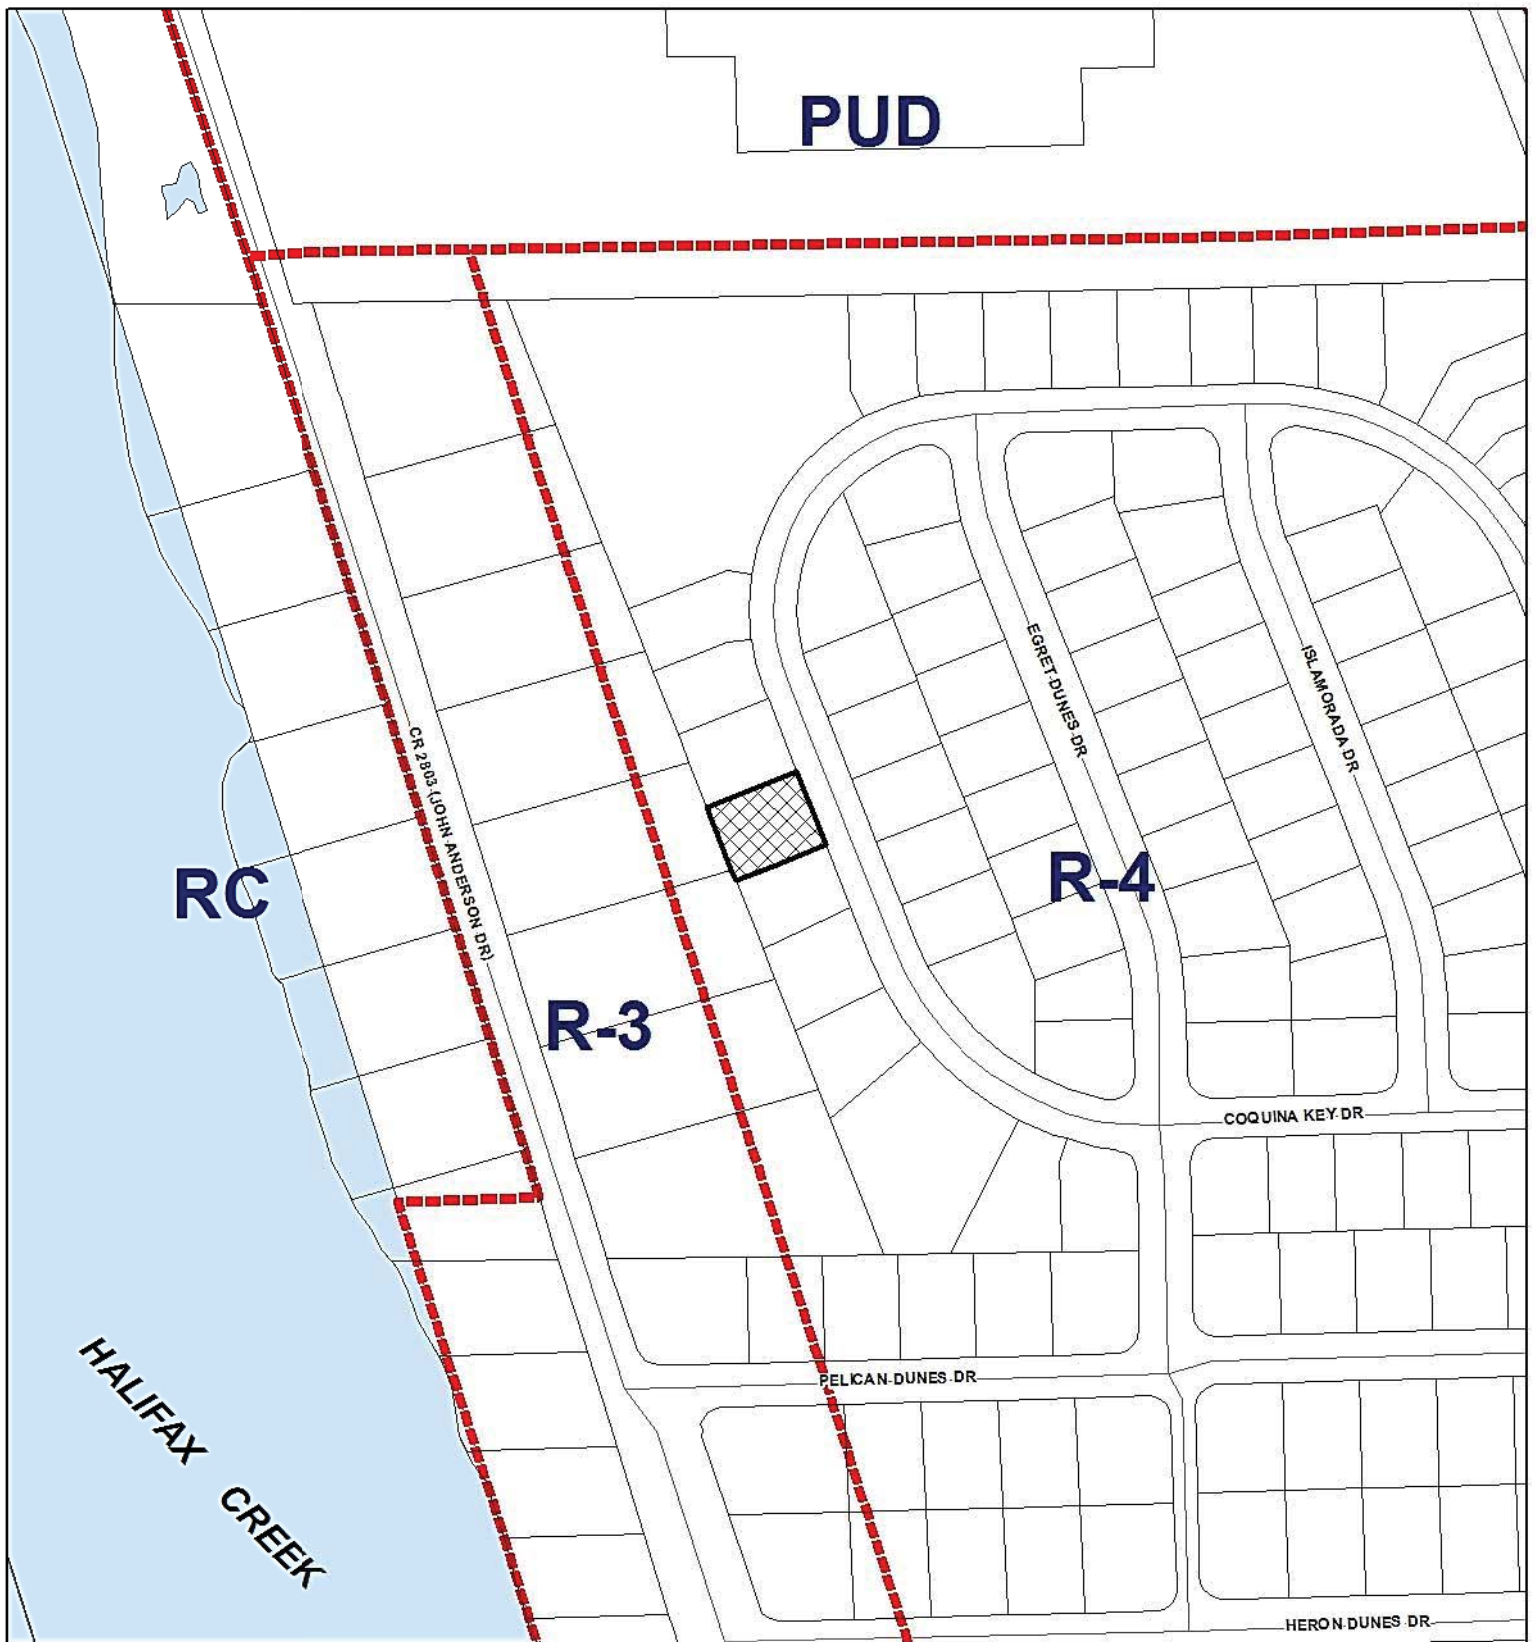 PUD
EGRET DUNES DR
ISLAMORADA DR
CR 2803 (JOHN ANDERSON DR)
RC
R-4
R-3
COQUINA KEY DR
PELICAN DUNES DR
HALIFAX CREEK
HERON DUNES DR